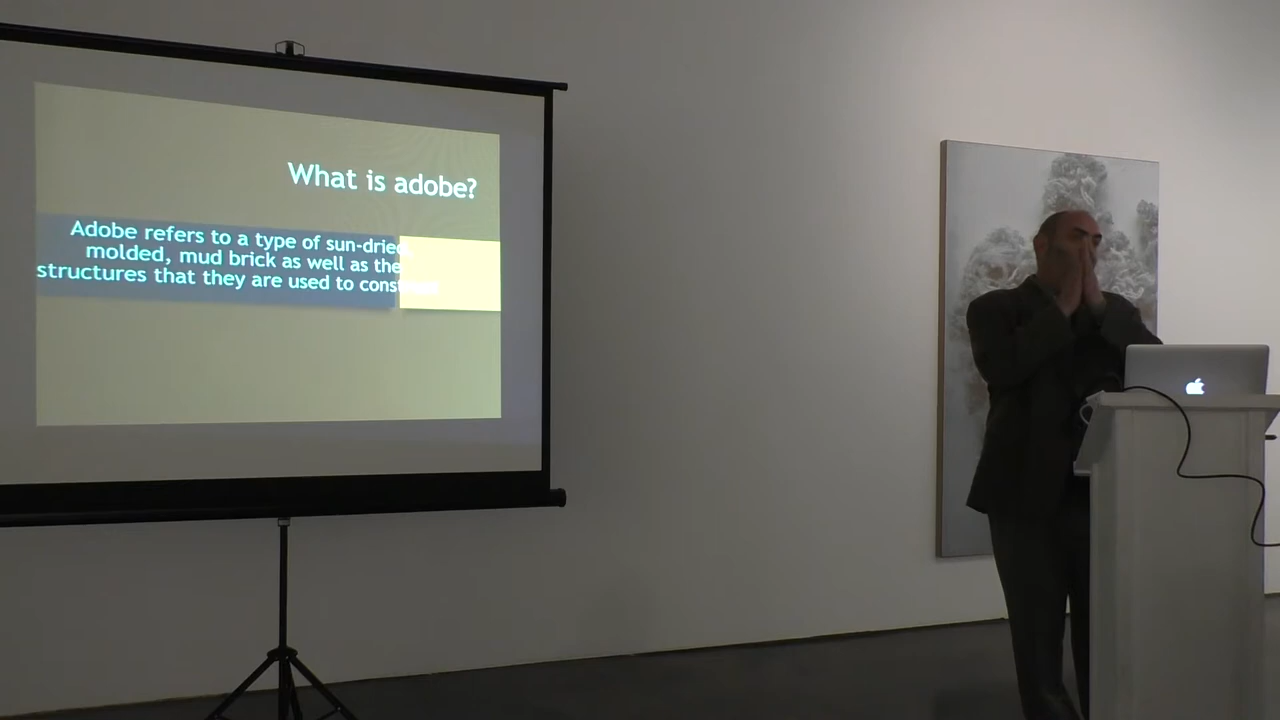 What is adobe?
Adobe refers to a type of sun-dried,
molded, mud brick as well as the
structures that they are used to